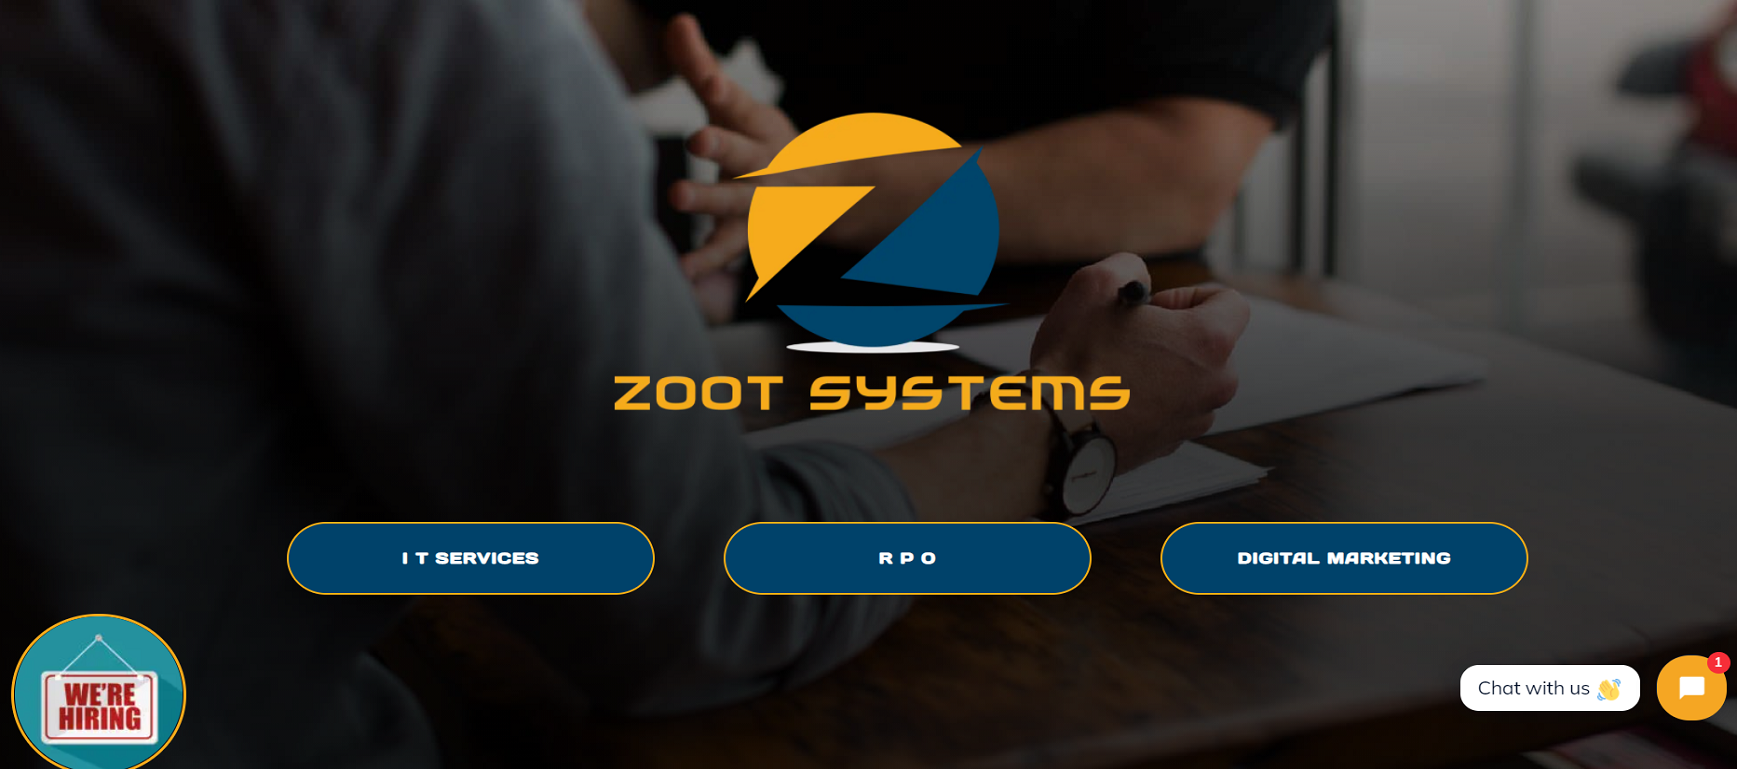 ZOOT SYSTEMS
I T SERVICES
R P O
DIGITAL MARKETING
WE'RE
HIRING
Chat with us 👋
1